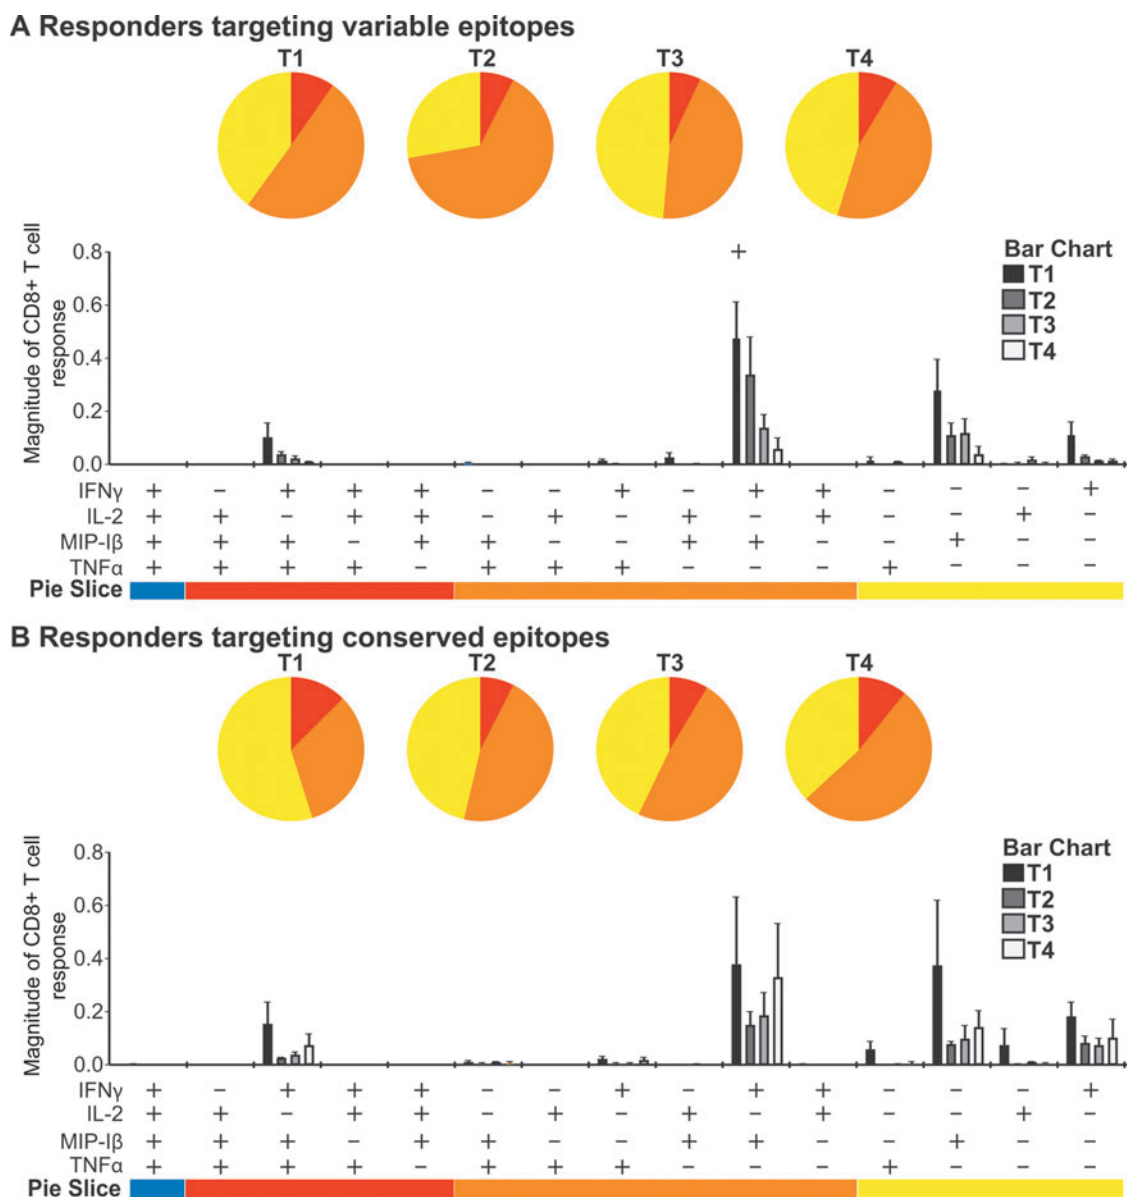 A Responders targeting variable epitopes
T1 T2 T3 T4
Magnitude of CD8+ T cell
response
0.8
0.6
0.4
0.2
0.0
+
Bar Chart
T1
T2
T3
T4
IFNγ + − + + + − − + − + + − − − +
IL-2 + + − + + − + − + − + − − + −
MIP-Iβ + + + − + + − − + + − − + − −
TNFα + + + + − + + + − − − + − − −
Pie Slice
B Responders targeting conserved epitopes
T1 T2 T3 T4
Magnitude of CD8+ T cell
response
0.8
0.6
0.4
0.2
0.0
Bar Chart
T1
T2
T3
T4
IFNγ + − + + + − − + − + + − − − +
IL-2 + + − + + − + − + − + − − + −
MIP-Iβ + + + − + + − − + + − − + − −
TNFα + + + + − + + + − − − + − − −
Pie Slice